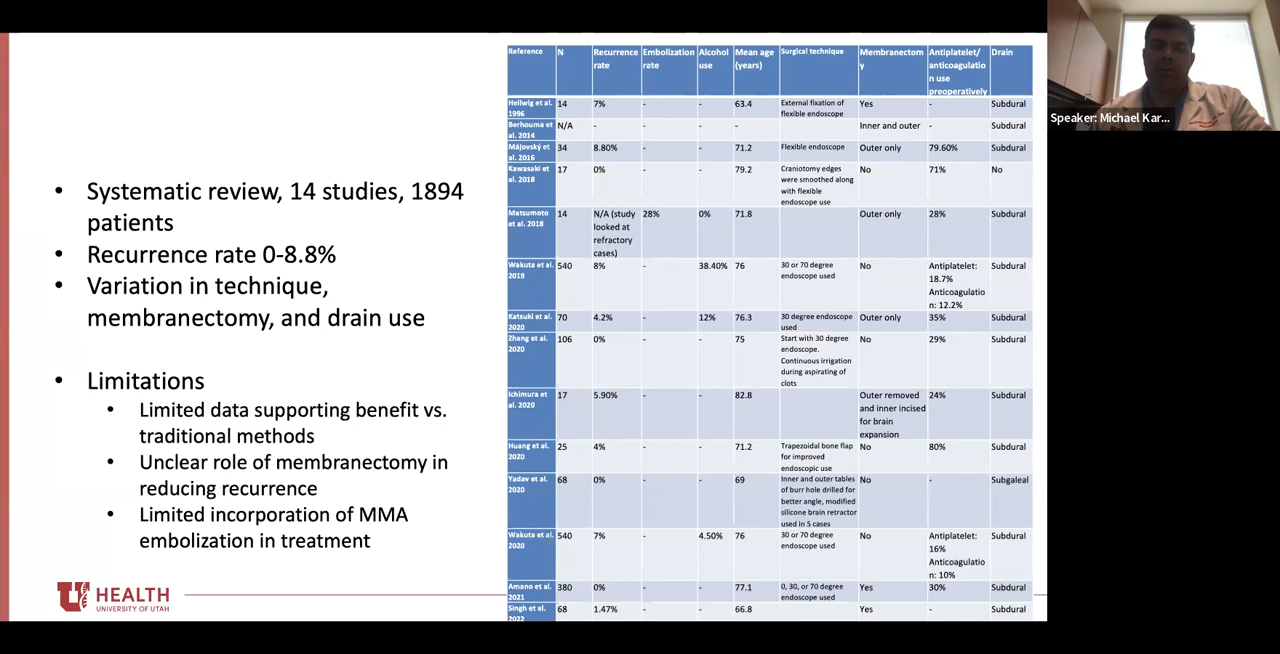 • Systematic review, 14 studies, 1894
patients
• Recurrence rate 0-8.8%
• Variation in technique,
membranectomy, and drain use
• Limitations
• Limited data supporting benefit vs.
traditional methods
• Unclear role of membranectomy in
reducing recurrence
• Limited incorporation of MMA
embolization in treatment
HEALTH
UNIVERSITY OF UTAH
Reference N Recurrence Embolization Alcohol Mean age Surgical technique Membranectom Antiplatelet/ Drain
rate rate use (years) y anticoagulatio
n use
preoperatively
Hellwig et al. 14 7% - - 63.4 External fixation of Yes - Subdural
1996 flexible endoscope
Berhouma et N/A - - - - Inner and outer - Subdural
al. 2014
Májovský et 34 8.80% - - 71.2 Flexible endoscope Outer only 79.60% Subdural
al. 2016
Kawasaki et 17 0% - - 79.2 Craniotomy edges No 71% No
al. 2018 were smoothed along
with flexible
endoscope use
Matsumoto 14 N/A (study 28% 0% 71.8 Outer only 28% Subdural
et al. 2018 looked at
refractory
cases)
Wakuta et al. 540 8% - 38.40% 76 30 or 70 degree No Antiplatelet: Subdural
2019 endoscope used 18.7%
Anticoagulatio
n: 12.2%
Katsuki et al. 70 4.2% - 12% 76.3 30 degree endoscope Outer only 35% Subdural
2020 used
Zhang et al. 106 0% - - 75 Start with 30 degree No 29% Subdural
2020 endoscope.
Continuous irrigation
during aspirating of
clots
Ichimura et 17 5.90% - - 82.8 Outer removed 24% Subdural
al. 2020 and inner incised
for brain
expansion
Huang et al. 25 4% - - 71.2 Trapezoidal bone flap No 80% Subdural
2020 for improved
endoscopic use
Yadav et al. 68 0% - - 69 Inner and outer tables No - Subgaleal
2020 of burr hole drilled for
better angle, modified
silicone brain retractor
used in 5 cases
Wakuta et al. 540 7% - 4.50% 76 30 or 70 degree No Antiplatelet: Subdural
2020 endoscope used 16%
Anticoagulatio
n: 10%
Amano et al. 380 0% - - 77.1 0, 30, or 70 degree Yes 30% Subdural
2021 endoscope used
Singh et al. 68 1.47% - - 66.8 Yes - Subdural
2022
Speaker: Michael Kar...